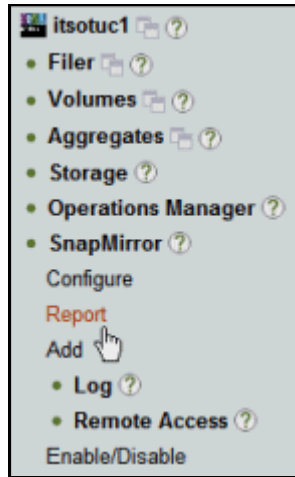 itsotuc1
Filer
Volumes
Aggregates
Storage
Operations Manager
SnapMirror
Configure
Report
Add
Log
Remote Access
Enable/Disable